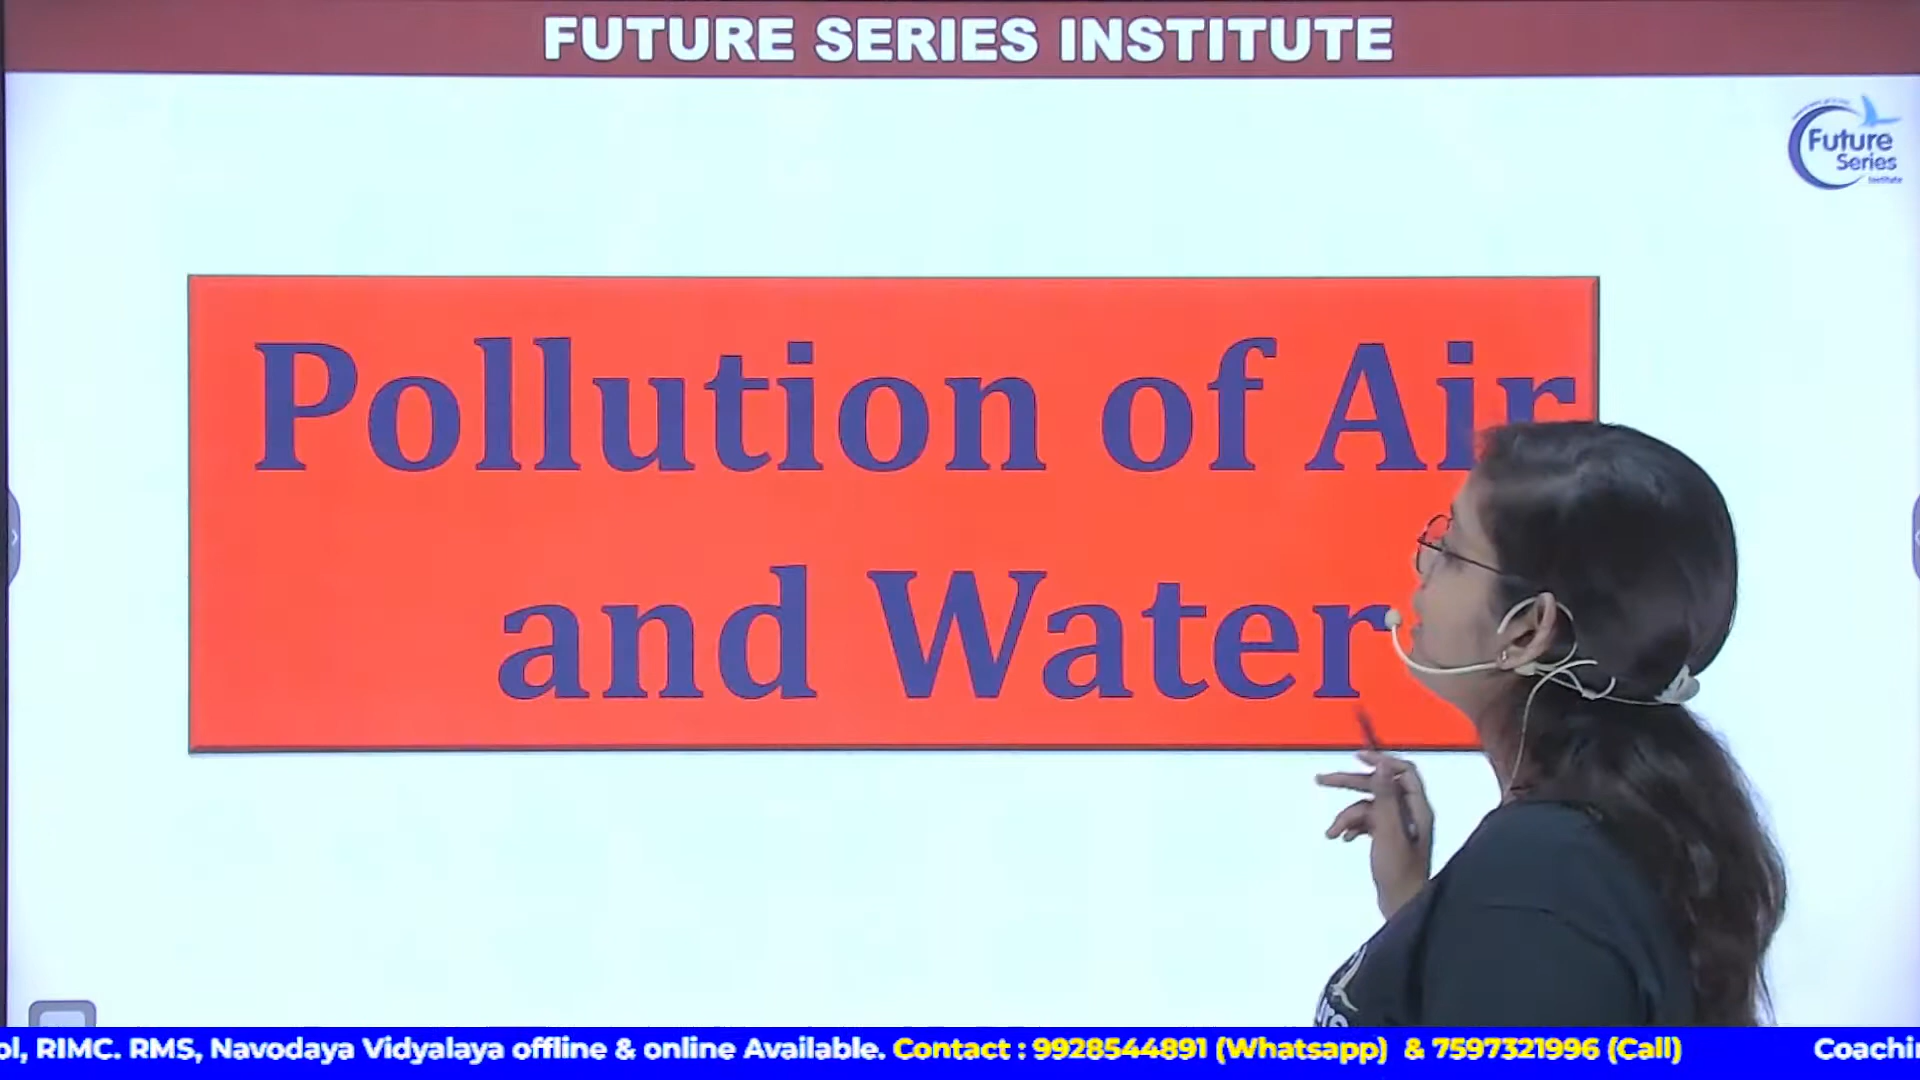 FUTURE SERIES INSTITUTE
Future
Series
Institute
Pollution of Air
and Water
RIMC. RMS, Navodaya Vidyalaya offline & online Available. Contact : 9928544891 (Whatsapp) & 7597321996 (Call)